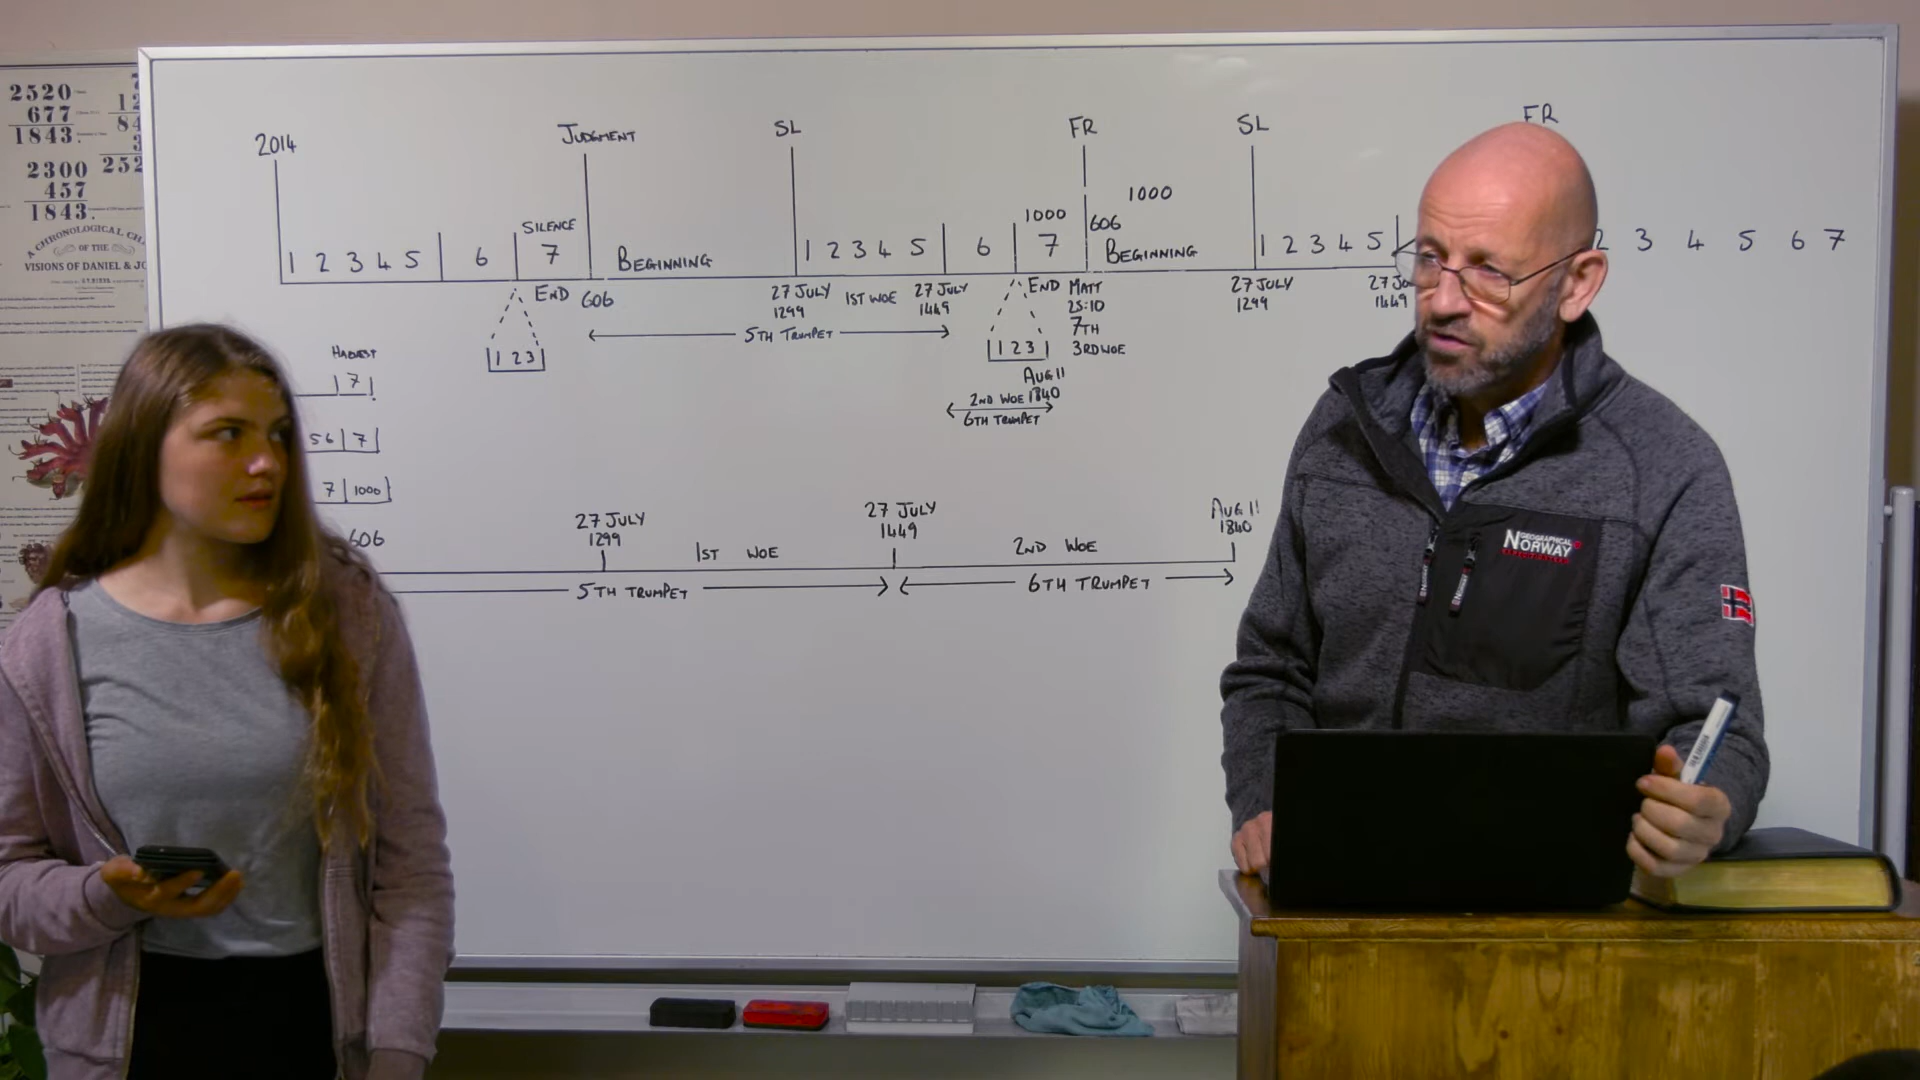 2520
677
1843.
2300
457
1843.
252
A CHRONOLOGICAL
OF THE
VISIONS OF DANIEL & JO
2014
JUDGMENT
SL
FR
SL
FR
1000
SILENCE
1000
606
1 2 3 4 5 6 7 BEGINNING 1 2 3 4 5 6 7 BEGINNING 1 2 3 4 5 2 3 4 5 6 7
END 606
27 JULY
1299
1ST WOE
27 JULY
1449
END
MATT
25:10
7TH
3RD WOE
27 JULY
1299
1449
5TH TRUMPET
1 2 3
1 2 3
AUG 11
1840
2ND WOE
6TH TRUMPET
HARVEST
7
56 7
7 1000
606
27 JULY
1299
1ST WOE
27 JULY
1449
2ND WOE
AUG 11
1840
5TH TRUMPET
6TH TRUMPET
GEOGRAPHICAL
NORWAY